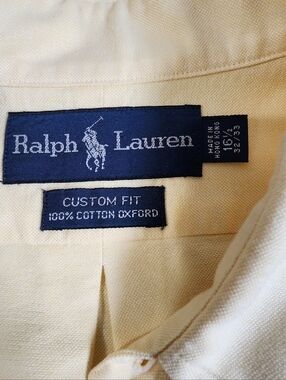 Ralph Lauren
MADE IN
HONG KONG
16½
32/33
CUSTOM FIT
100% COTTON OXFORD